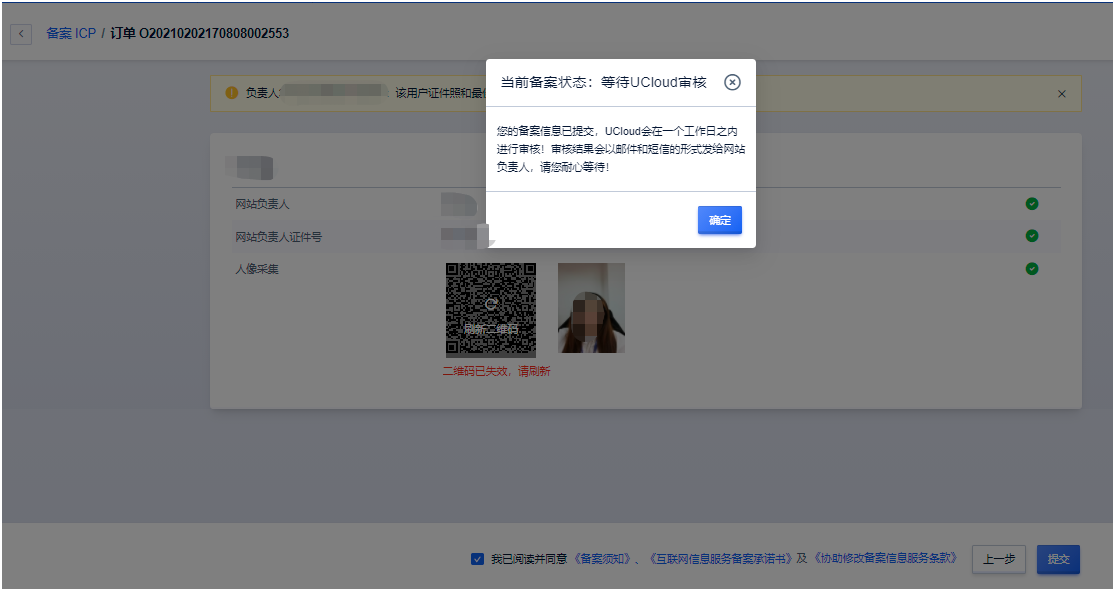 备案 ICP / 订单 O20210202170808002553
负责人 该用户证件照和最
当前备案状态：等待UCloud审核
您的备案信息已提交，UCloud会在一个工作日之内
进行审核！审核结果会以邮件和短信的形式发给网站
负责人，请您耐心等待！
确定
网站负责人
网站负责人证件号
人像采集
刷新二维码
二维码已失效，请刷新
我已阅读并同意《备案须知》、《互联网信息服务备案承诺书》及《协助修改备案信息服务条款》
上一步
提交